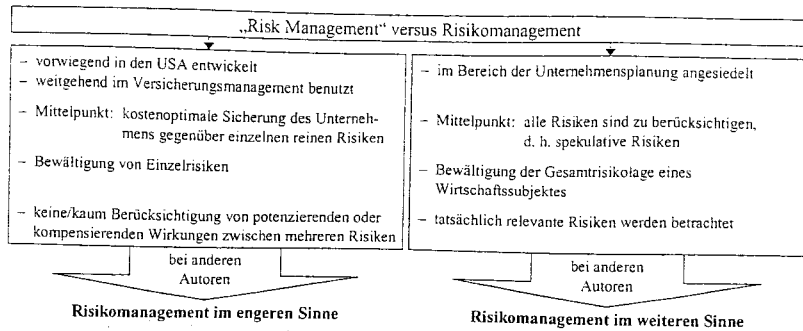 „Risk Management“ versus Risikomanagement
– vorwiegend in den USA entwickelt
– weitgehend im Versicherungsmanagement benutzt
– Mittelpunkt: kostenoptimale Sicherung des Unterneh-
mens gegenüber einzelnen reinen Risiken
– Bewältigung von Einzelrisiken
– keine/kaum Berücksichtigung von potenzierenden oder
kompensierenden Wirkungen zwischen mehreren Risiken
bei anderen
Autoren
Risikomanagement im engeren Sinne
– im Bereich der Unternehmensplanung angesiedelt
– Mittelpunkt: alle Risiken sind zu berücksichtigen,
d. h. spekulative Risiken
– Bewältigung der Gesamtrisikolage eines
Wirtschaftssubjektes
– tatsächlich relevante Risiken werden betrachtet
bei anderen
Autoren
Risikomanagement im weiteren Sinne